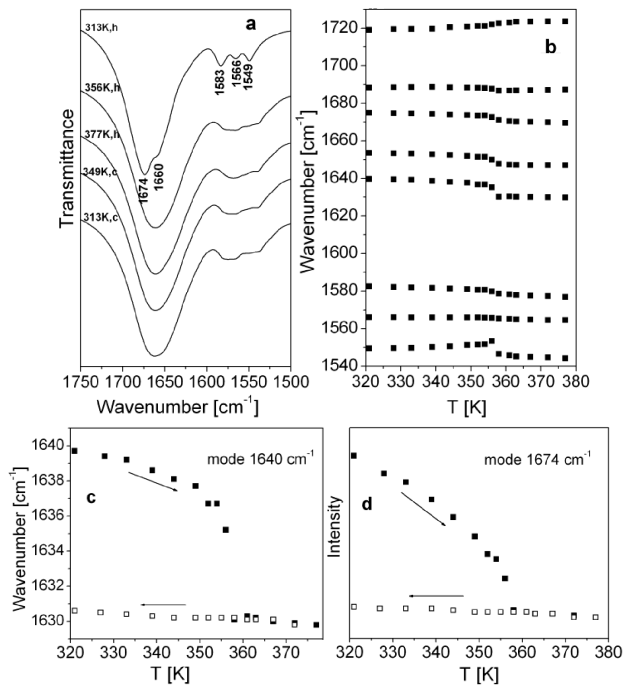 a
313K,h
356K,h
377K,h
349K,c
313K,c
1583
1566
1549
1674
1660
Transmittance
1750 1700 1650 1600 1550 1500
Wavenumber [cm-1]
b
1720
1700
1680
1660
1640
1620
1600
1580
1560
1540
Wavenumber [cm-1]
320 330 340 350 360 370 380
T [K]
c
mode 1640 cm-1
1640
1638
1635
1634
1631
1630
Wavenumber [cm-1]
320 330 340 350 360 370
T [K]
d
mode 1674 cm-1
Intensity
320 330 340 350 360 370 380
T [K]